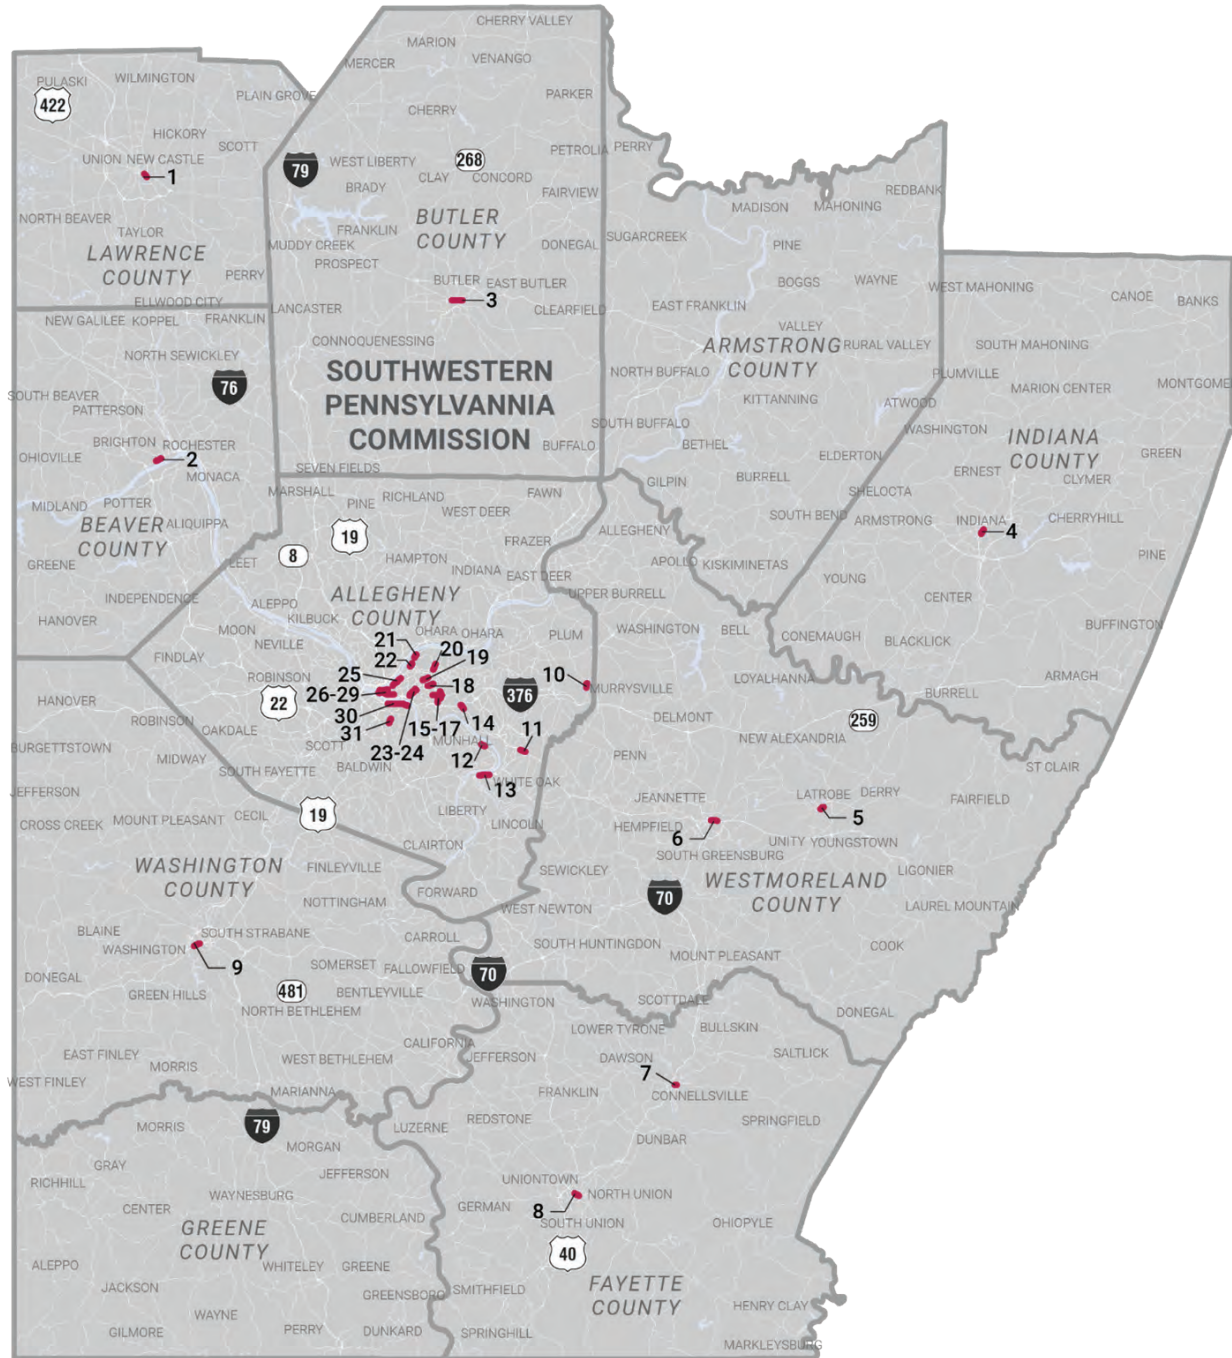 CHERRY VALLEY
MARION
VENANGO
MERCER
PULASKI
WILMINGTON
422
PLAIN GROVE
PARKER
CHERRY
HICKORY
SCOTT
UNION NEW CASTLE
1
79
WEST LIBERTY
268
PETROLIA
PERRY
BRADY
CLAY
CONCORD
FAIRVIEW
REDBANK
NORTH BEAVER
TAYLOR
LAWRENCE
COUNTY
FRANKLIN
BUTLER
COUNTY
MADISON
MAHONING
MUDDY CREEK
PROSPECT
DONEGAL
SUGARCREEK
PINE
PERRY
BUTLER
EAST BUTLER
3
BOGGS
WAYNE
WEST MAHONING
CANOE
BANKS
ELLWOOD CITY
LANCASTER
CLEARFIELD
EAST FRANKLIN
NEW GALILEE
KOPPEL
FRANKLIN
VALLEY
ARMSTRONG
COUNTY
RURAL VALLEY
SOUTH MAHONING
NORTH SEWICKLEY
CONNOQUENESSING
SOUTHWESTERN
PENNSYLVANNIA
COMMISSION
NORTH BUFFALO
PLUMVILLE
MARION CENTER
MONTGOME
76
SOUTH BEAVER
PATTERSON
KITTANNING
ATWOOD
SOUTH BUFFALO
WASHINGTON
INDIANA
COUNTY
BRIGHTON
ROCHESTER
OHIOVILLE
2
BUFFALO
BETHEL
ELDERTON
GREEN
MONACA
SEVEN FIELDS
BURRELL
ERNEST
CLYMER
GILPIN
SHELOCTA
MIDLAND
POTTER
BEAVER
COUNTY
ALIQUIPPA
MARSHALL
PINE
RICHLAND
FAWN
WEST DEER
SOUTH BEND
ARMSTRONG
INDIANA
4
CHERRYHILL
19
8
FRAZER
ALLEGHENY
GREENE
LEET
HAMPTON
INDIANA
EAST DEER
APOLLO
KISKIMINETAS
PINE
YOUNG
INDEPENDENCE
ALEPPO
ALLEGHENY
COUNTY
UPPER BURRELL
CENTER
HANOVER
MOON
KILBUCK
NEVILLE
OHARA
OHARA
PLUM
WASHINGTON
BELL
CONEMAUGH
BLACKLICK
BUFFINGTON
FINDLAY
21
22
20
19
25
10
ROBINSON
26-29
18
MURRYSVILLE
LOYALHANNA
ARMAGH
HANOVER
22
376
BURRELL
30
31
15-17
14
DELMONT
259
ROBINSON
OAKDALE
SCOTT
23-24
MUNHALL
11
12
NEW ALEXANDRIA
BURGETTSTOWN
MIDWAY
SOUTH FAYETTE
BALDWIN
13
WHITE OAK
PENN
ST CLAIR
JEFFERSON
JEANNETTE
LATROBE
DERRY
FAIRFIELD
CROSS CREEK
MOUNT PLEASANT
CECIL
19
LIBERTY
LINCOLN
HEMPFIELD
6
5
UNITY
YOUNGSTOWN
CLAIRTON
SOUTH GREENSBURG
WASHINGTON
COUNTY
FINLEYVILLE
SEWICKLEY
LIGONIER
WESTMORELAND
COUNTY
70
FORWARD
NOTTINGHAM
WEST NEWTON
LAUREL MOUNTAIN
BLAINE
SOUTH STRABANE
WASHINGTON
CARROLL
SOUTH HUNTINGDON
COOK
MOUNT PLEASANT
9
DONEGAL
SOMERSET
FALLOWFIELD
70
GREEN HILLS
481
BENTLEYVILLE
WASHINGTON
SCOTTDALE
NORTH BETHLEHEM
DONEGAL
LOWER TYRONE
BULLSKIN
CALIFORNIA
EAST FINLEY
WEST BETHLEHEM
JEFFERSON
DAWSON
SALTLICK
MORRIS
7
WEST FINLEY
MARIANNA
FRANKLIN
CONNELLSVILLE
79
REDSTONE
SPRINGFIELD
MORRIS
LUZERNE
DUNBAR
MORGAN
GRAY
JEFFERSON
RICHHILL
UNIONTOWN
WAYNESBURG
NORTH UNION
CENTER
GERMAN
8
CUMBERLAND
SOUTH UNION
OHIOPYLE
GREENE
COUNTY
40
ALEPPO
WHITELEY
GREENE
FAYETTE
COUNTY
JACKSON
GREENSBORO
SMITHFIELD
WAYNE
HENRY CLAY
GILMORE
PERRY
DUNKARD
SPRINGHILL
MARKLEYSBURG